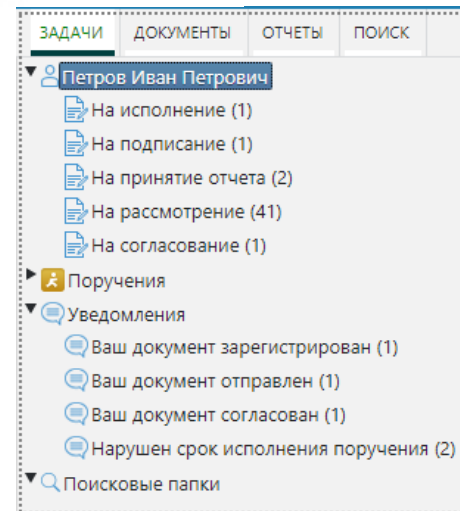 ЗАДАЧИ ДОКУМЕНТЫ ОТЧЕТЫ ПОИСК
Петров Иван Петрович
На исполнение (1)
На подписание (1)
На принятие отчета (2)
На рассмотрение (41)
На согласование (1)
Поручения
Уведомления
Ваш документ зарегистрирован (1)
Ваш документ отправлен (1)
Ваш документ согласован (1)
Нарушен срок исполнения поручения (2)
Поисковые папки